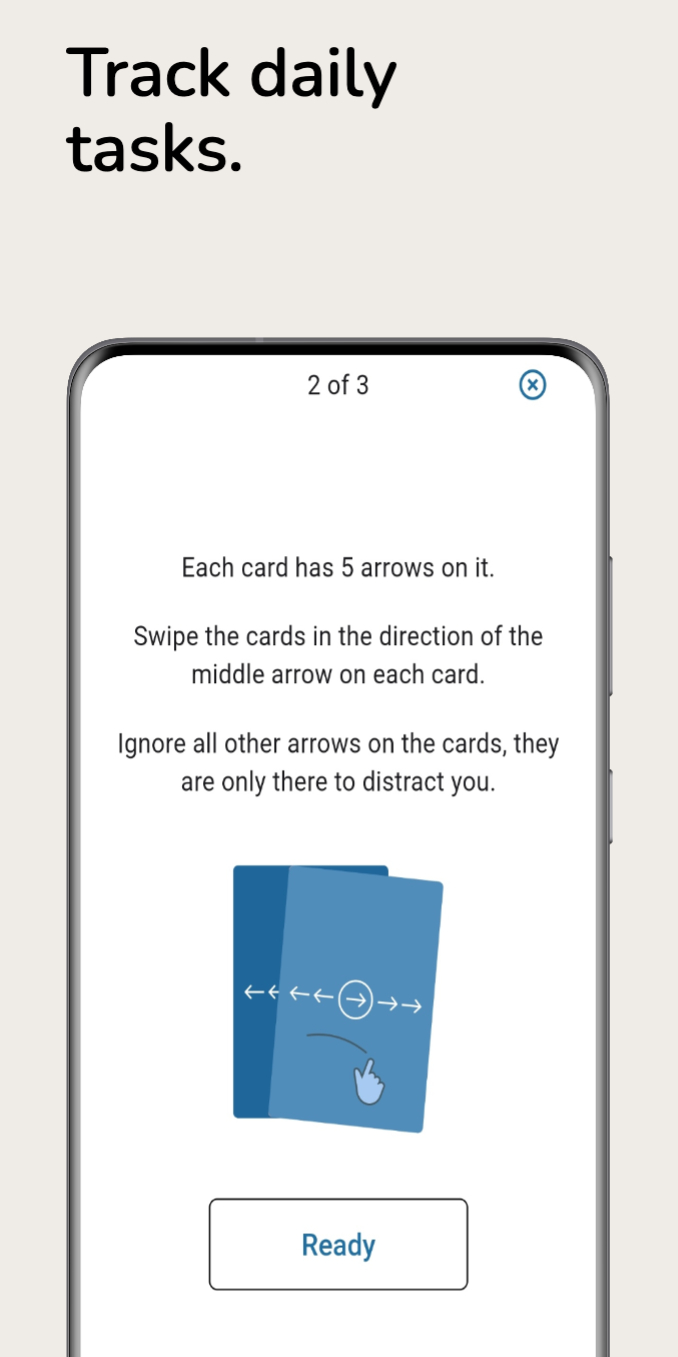 Track daily
tasks.
2 of 3
Each card has 5 arrows on it.
Swipe the cards in the direction of the
middle arrow on each card.
Ignore all other arrows on the cards, they
are only there to distract you.
Ready